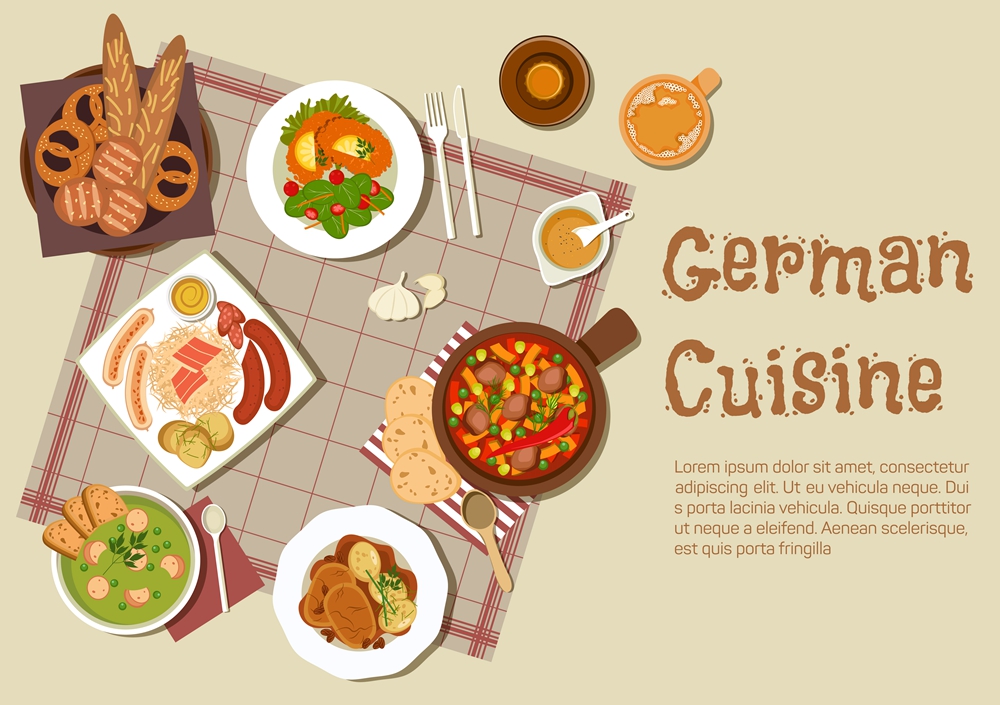 German
Cuisine
Lorem ipsum dolor sit amet, consectetur
adipiscing elit. Ut eu vehicula neque. Dui
s porta lacinia vehicula. Quisque porttitor
ut neque a eleifend. Aenean scelerisque,
est quis porta fringilla